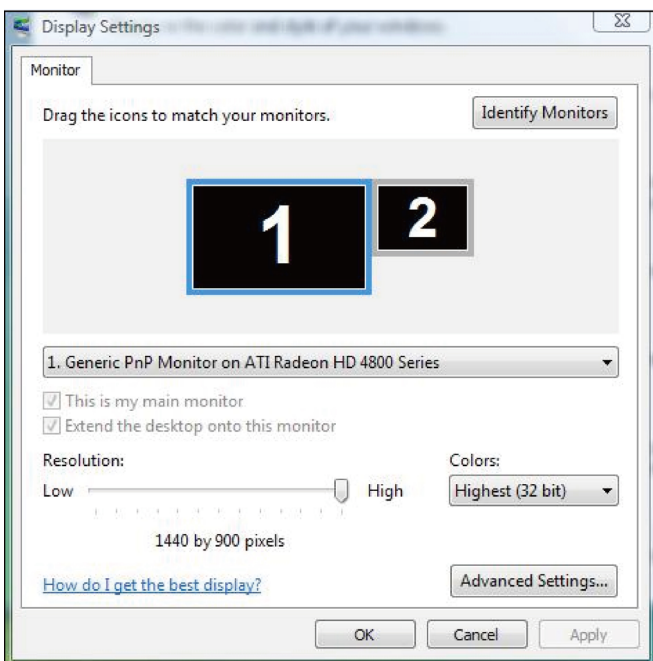 Display Settings
Monitor
Drag the icons to match your monitors.
Identify Monitors
1
2
1. Generic PnP Monitor on ATI Radeon HD 4800 Series
This is my main monitor
Extend the desktop onto this monitor
Resolution:
Colors:
Low
High
Highest (32 bit)
1440 by 900 pixels
How do I get the best display?
Advanced Settings...
OK
Cancel
Apply